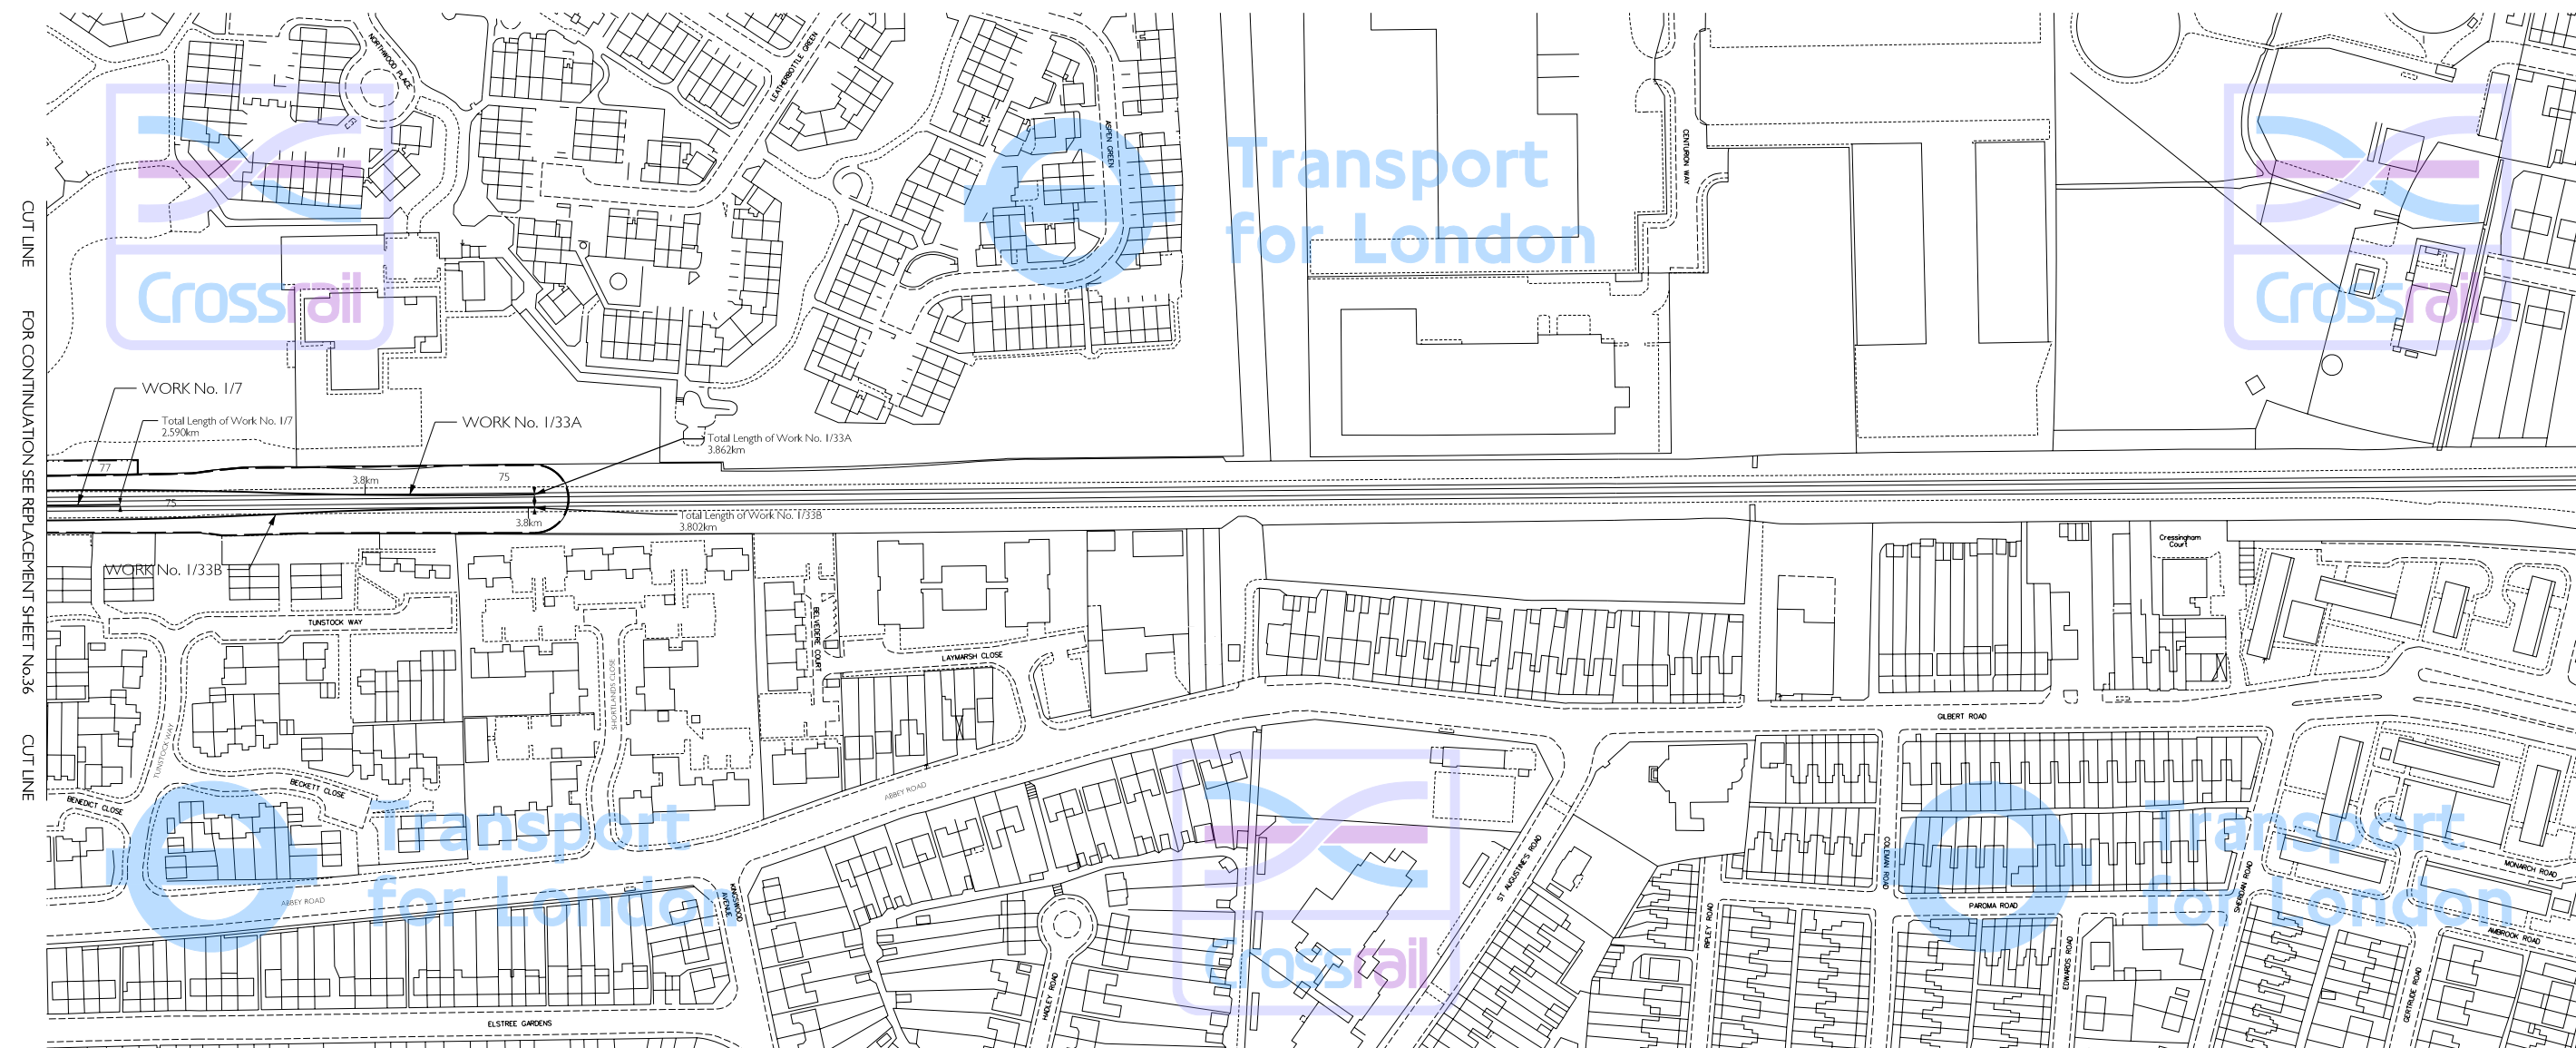 NORTHWOOD PLACE
LEATHERBOTTLE GREEN
ASPEN GREEN
CENTURION WAY
Transport
for London
Crossrail
Crossrail
CUT LINE FOR CONTINUATION SEE REPLACEMENT SHEET No.36 CUT LINE
WORK No. 1/7
Total Length of Work No. 1/7
2.590km
WORK No. 1/33A
Total Length of Work No. 1/33A
3.862km
77
3.8km
75
75
3.8km
Total Length of Work No. 1/33B
3.802km
WORK No. 1/33B
Cressingham
Court
TUNSTOCK WAY
BELVEDERE COURT
LAYMARSH CLOSE
SHORTLANDS CLOSE
TUNSTOCK WAY
GILBERT ROAD
BECKETT CLOSE
BENEDICT CLOSE
ABBEY ROAD
Transport
for London
ABBEY ROAD
KINGSWOOD
AVENUE
Crossrail
ST AUGUSTINE'S ROAD
COLEMAN ROAD
Transport
for London
MONARCH ROAD
SHERIDAN ROAD
PAROMA ROAD
RIPLEY ROAD
AMBROOK ROAD
EDWARDS ROAD
GERTRUDE ROAD
HADLEY ROAD
ELSTREE GARDENS